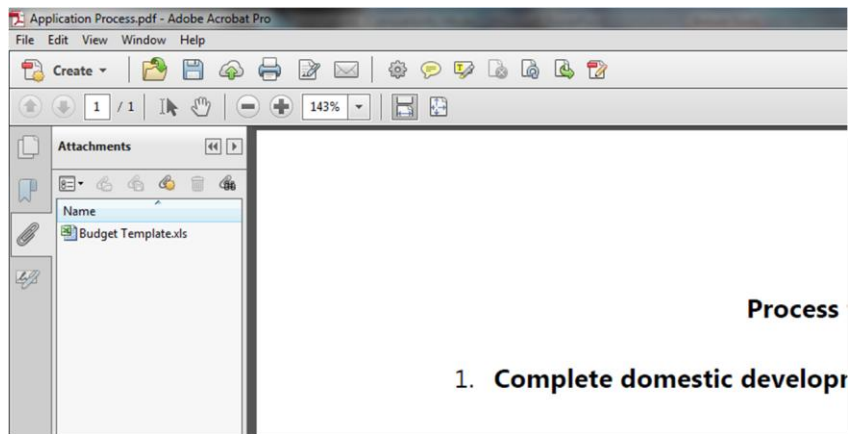 Application Process.pdf - Adobe Acrobat Pro
File Edit View Window Help
Create
1 / 1 143%
Attachments
Name
Budget Template.xls
Process
1. Complete domestic